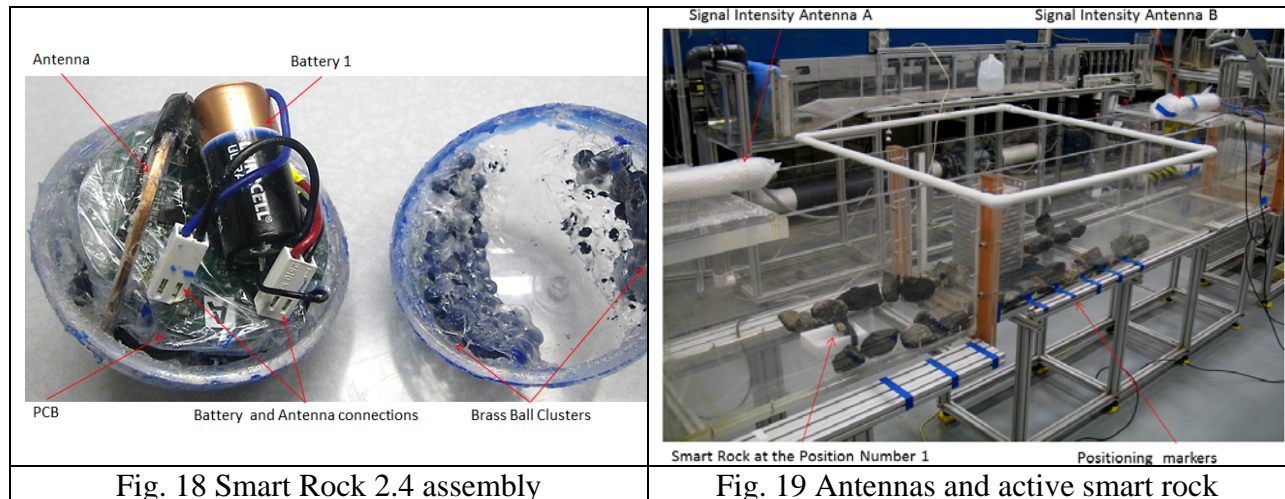 Antenna
Battery 1
PCB
Battery and Antenna connections
Brass Ball Clusters
Fig. 18 Smart Rock 2.4 assembly
Signal Intensity Antenna A
Signal Intensity Antenna B
Smart Rock at the Position Number 1
Positioning markers
Fig. 19 Antennas and active smart rock